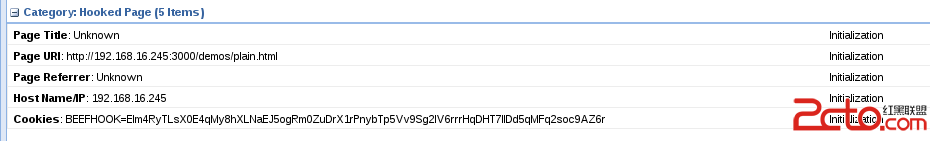 Category: Hooked Page (5 Items)
Page Title: Unknown Initialization
Page URI: http://192.168.16.245:3000/demos/plain.html Initialization
Page Referrer: Unknown Initialization
Host Name/IP: 192.168.16.245 Initialization
Cookies: BEEFHOOK=EIm4RyTLsX0E4qMy8hXLNaEJ5ogRm0ZuDrX1rPnybTp5Vv9Sg2IV6rrrHqDHT7IIDd5qMFq2soc9AZ6r Initialization
2cto.com
红黑联盟